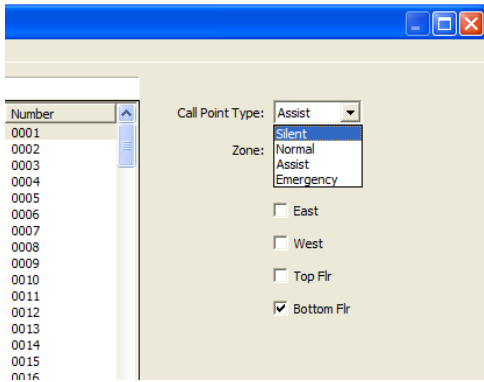 Number
0001
0002
0003
0004
0005
0006
0007
0008
0009
0010
0011
0012
0013
0014
0015
0016
Call Point Type: Assist
Silent
Zone: Normal
Assist
Emergency
East
West
Top Flr
Bottom Flr